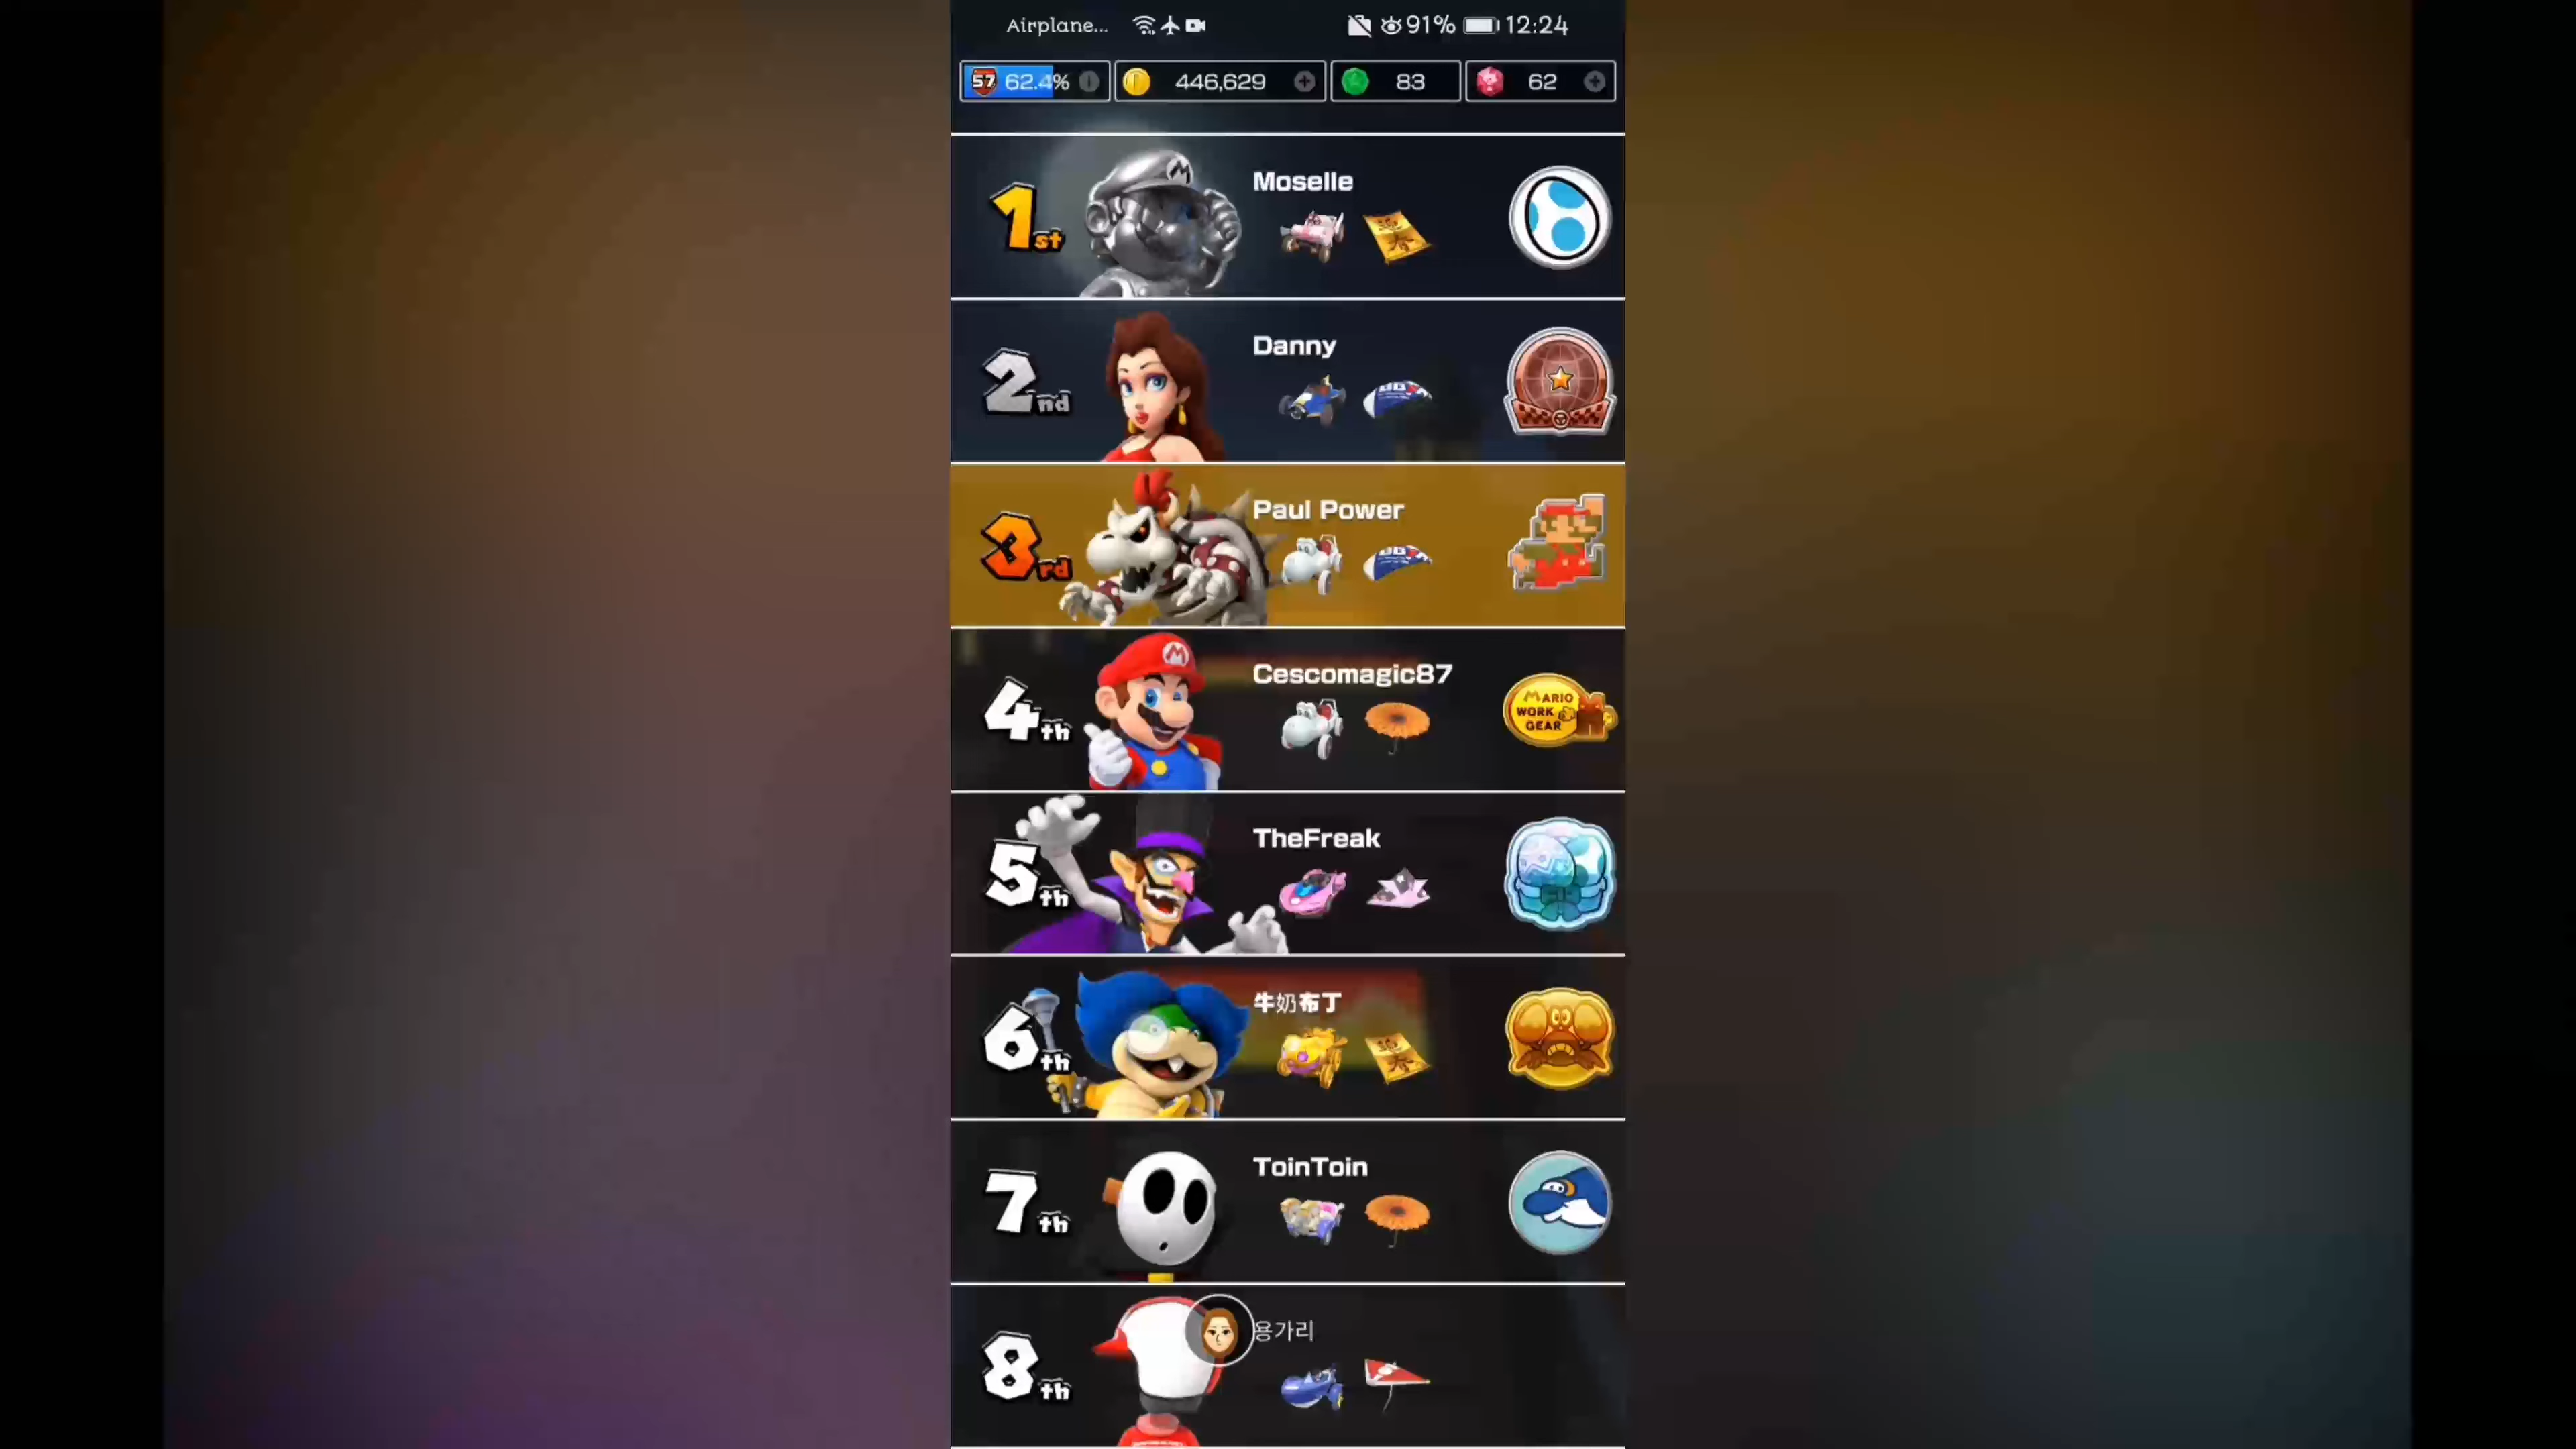 Airplane... 91% 12:24
57 62.4% 446,629 83 62
1st Moselle
2nd Danny
3rd Paul Power
4th Cescomagic87
MARIO
WORK
GEAR
5th TheFreak
6th 牛奶布丁
7th ToinToin
8th 용가리